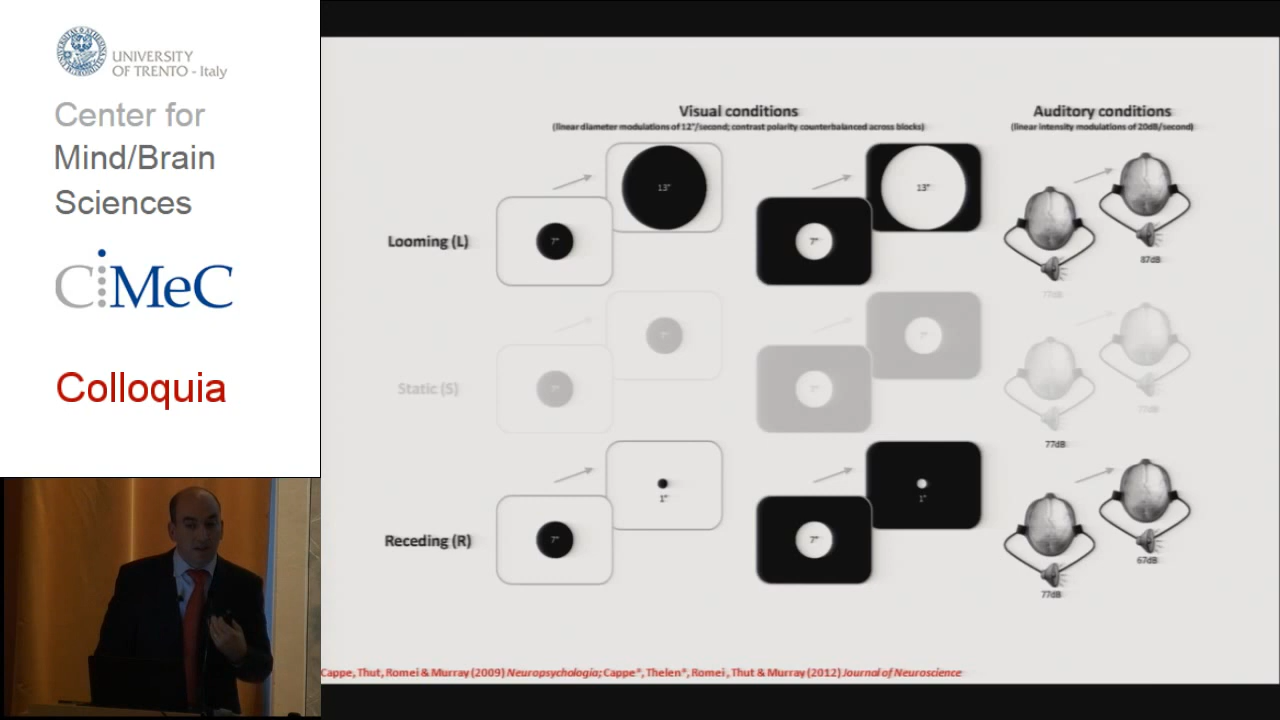 UNIVERSITY
OF TRENTO - Italy
Center for
Mind/Brain
Sciences
CiMeC
Colloquia
Visual conditions
(linear diameter modulations of 12°/second; contrast polarity counterbalanced across blocks)
Auditory conditions
(linear intensity modulations of 20dB/second)
Looming (L)
7°
13°
7°
13°
77dB
87dB
Static (S)
7°
7°
7°
7°
77dB
77dB
Receding (R)
7°
1°
7°
1°
77dB
67dB
Cappe, Thut, Romei & Murray (2009) Neuropsychologia; Cappe*, Thelen*, Romei, Thut & Murray (2012) Journal of Neuroscience